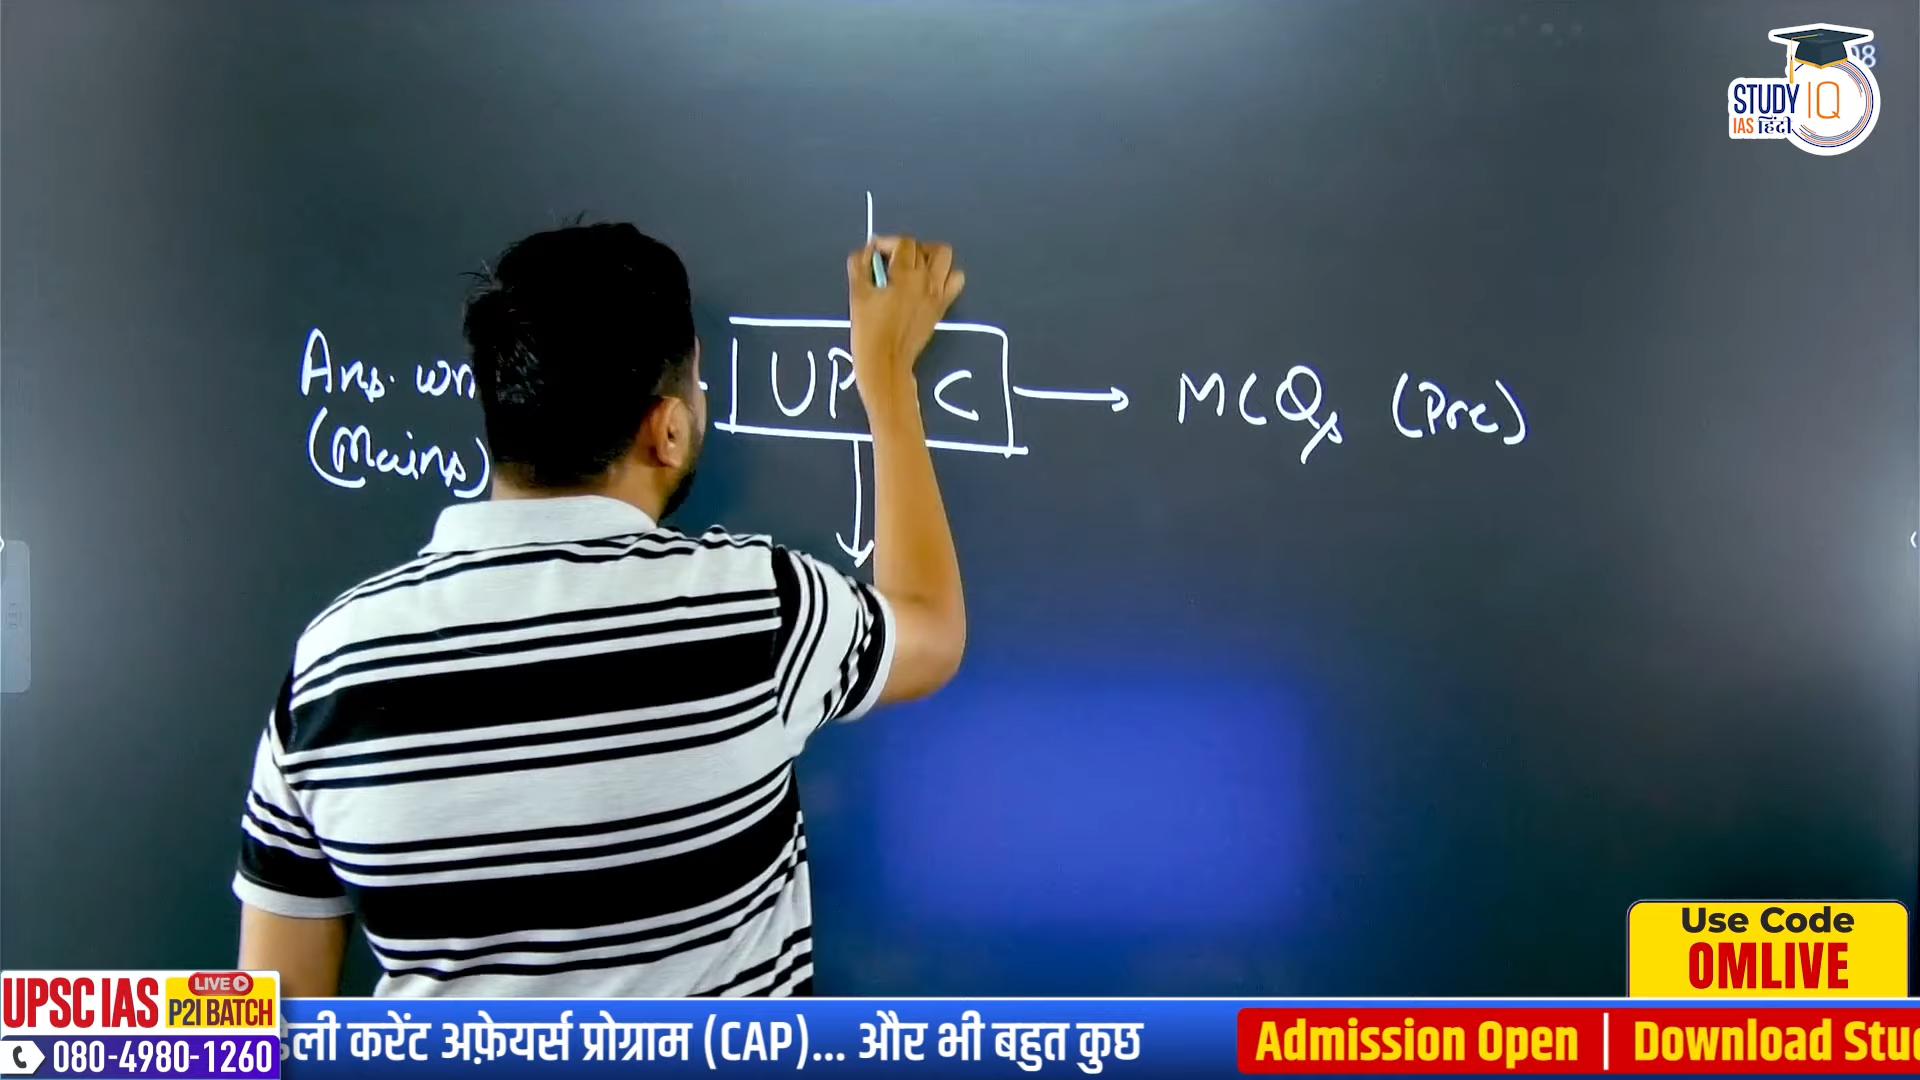 STUDY IQ
IAS हिंदी
Ans. wr
(Mains)
UP C
MCQs (Pre)
Use Code
OMLIVE
UPSC IAS
LIVE
P2I BATCH
080-4980-1260
करेंट अफ़ेयर्स प्रोग्राम (CAP)... और भी बहुत कुछ
Admission Open | Download